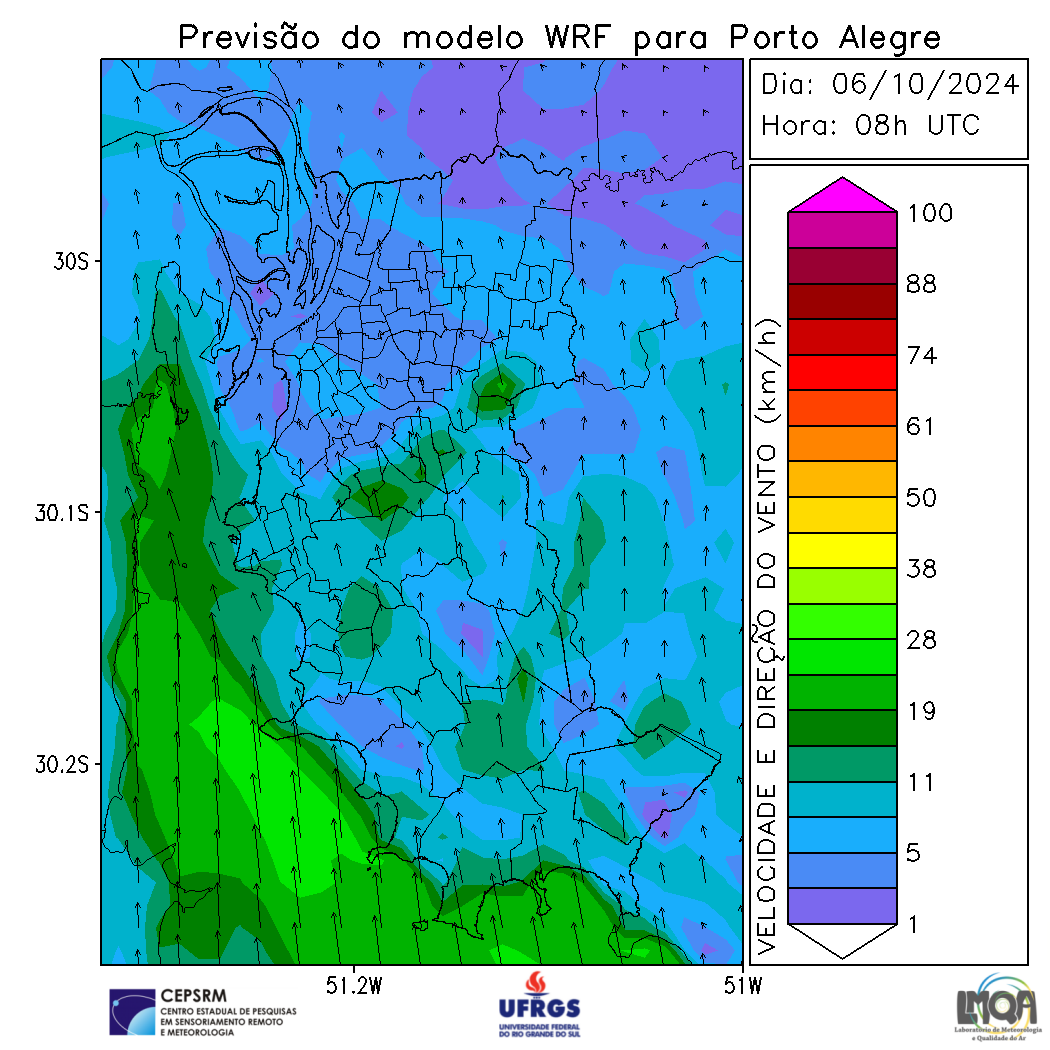 Previsão do modelo WRF para Porto Alegre
Dia: 06/10/2024
Hora: 08h UTC
30S
30.1S
30.2S
51.2W
51W
VELOCIDADE E DIREÇÃO DO VENTO (km/h)
100
88
74
61
50
38
28
19
11
5
1
CEPSRM
CENTRO ESTADUAL DE PESQUISAS
EM SENSORIAMENTO REMOTO
E METEOROLOGIA
UFRGS
UNIVERSIDADE FEDERAL
DO RIO GRANDE DO SUL
LMQA
Laboratório de Meteorologia
e Qualidade do Ar